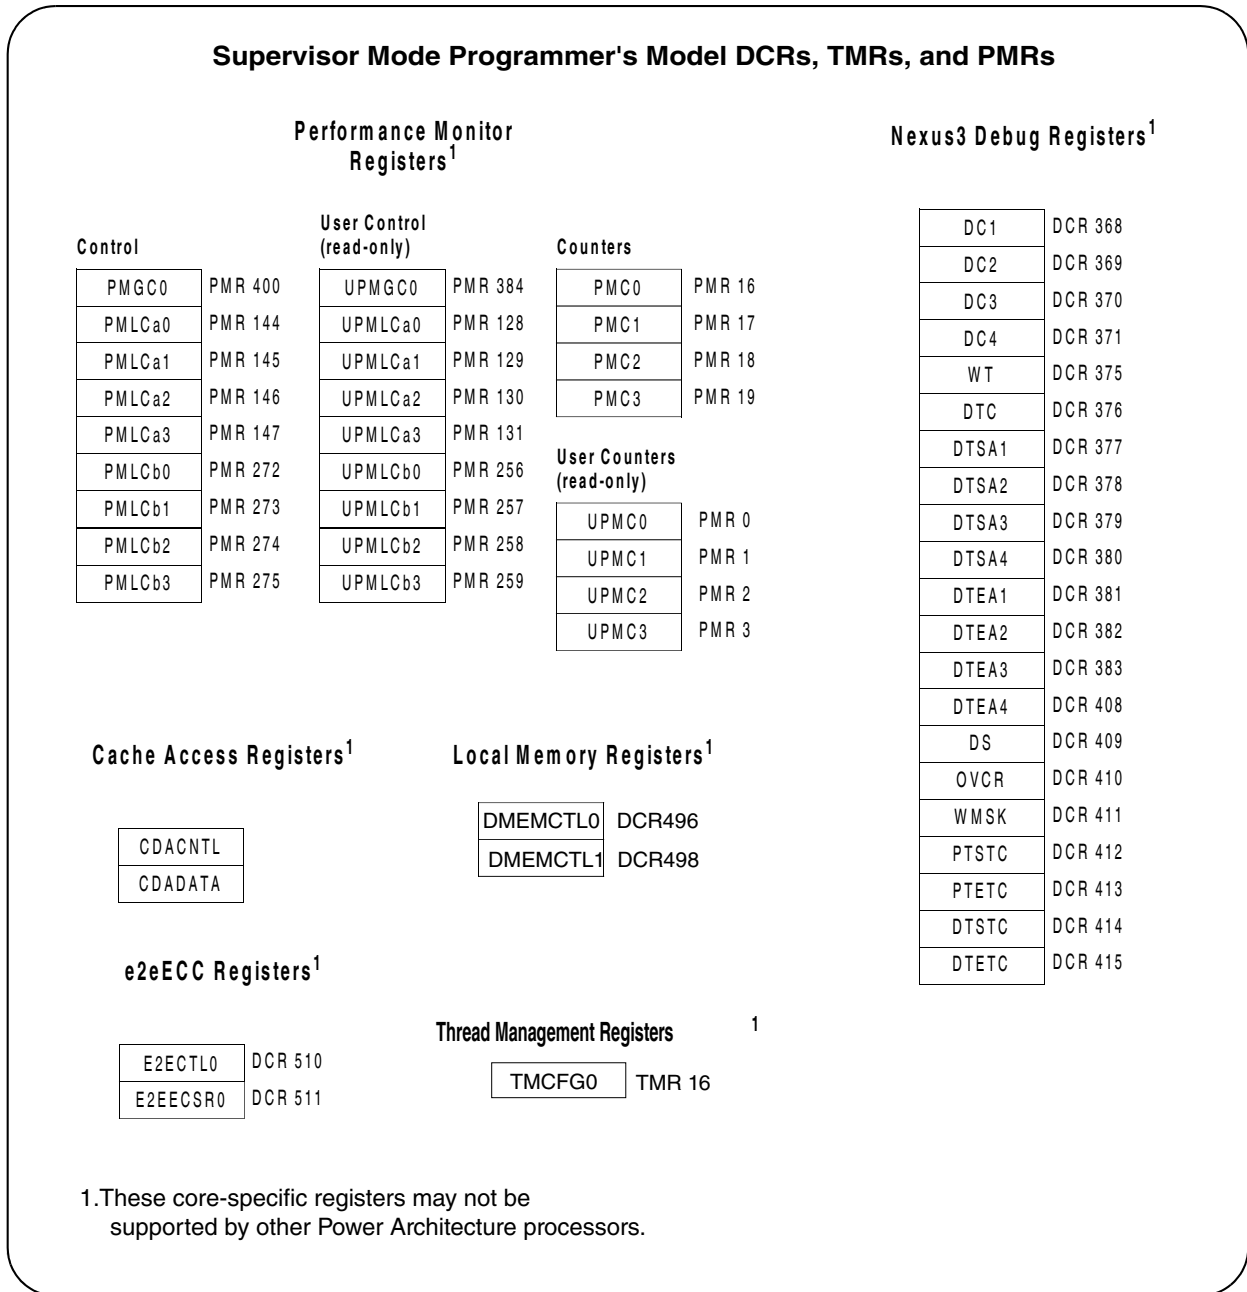 Supervisor Mode Programmer's Model DCRs, TMRs, and PMRs
Performance Monitor
Registers1
Control
PMGC0 PMR 400
PMLCa0 PMR 144
PMLCa1 PMR 145
PMLCa2 PMR 146
PMLCa3 PMR 147
PMLCb0 PMR 272
PMLCb1 PMR 273
PMLCb2 PMR 274
PMLCb3 PMR 275
User Control
(read-only)
UPMGC0 PMR 384
UPMLCa0 PMR 128
UPMLCa1 PMR 129
UPMLCa2 PMR 130
UPMLCa3 PMR 131
UPMLCb0 PMR 256
UPMLCb1 PMR 257
UPMLCb2 PMR 258
UPMLCb3 PMR 259
Counters
PMC0 PMR 16
PMC1 PMR 17
PMC2 PMR 18
PMC3 PMR 19
User Counters
(read-only)
UPMC0 PMR 0
UPMC1 PMR 1
UPMC2 PMR 2
UPMC3 PMR 3
Nexus3 Debug Registers1
DC1 DCR 368
DC2 DCR 369
DC3 DCR 370
DC4 DCR 371
WT DCR 375
DTC DCR 376
DTSA1 DCR 377
DTSA2 DCR 378
DTSA3 DCR 379
DTSA4 DCR 380
DTEA1 DCR 381
DTEA2 DCR 382
DTEA3 DCR 383
DTEA4 DCR 408
DS DCR 409
OVCR DCR 410
WMSK DCR 411
PTSTC DCR 412
PTETC DCR 413
DTSTC DCR 414
DTETC DCR 415
Cache Access Registers1
CDACNTL
CDADATA
Local Memory Registers1
DMEMCTL0 DCR496
DMEMCTL1 DCR498
e2eECC Registers1
E2ECTL0 DCR 510
E2EECSR0 DCR 511
Thread Management Registers 1
TMCFG0 TMR 16
1.These core-specific registers may not be
supported by other Power Architecture processors.